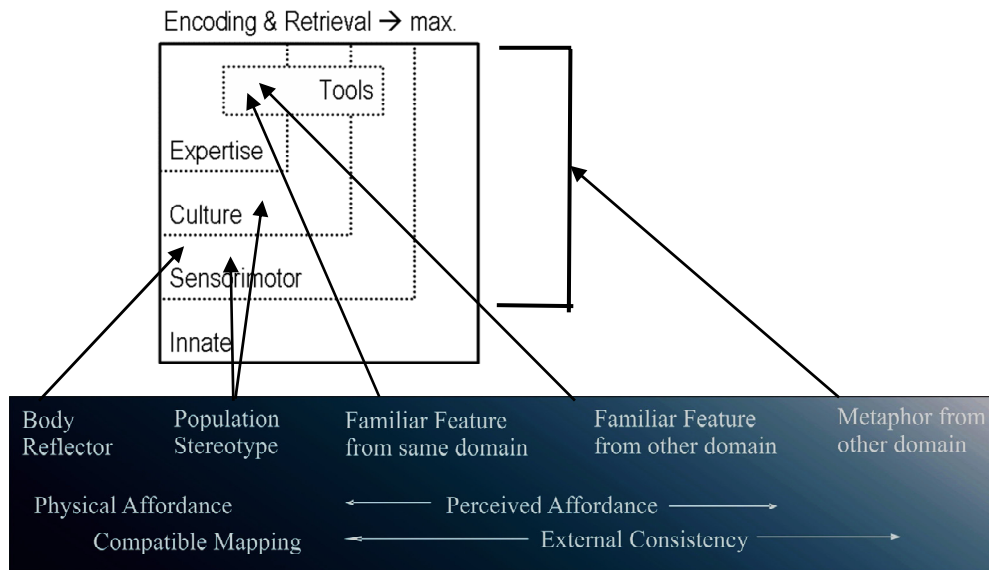 Encoding & Retrieval → max.
Tools
Expertise
Culture
Sensorimotor
Innate
Body
Reflector
Population
Stereotype
Familiar Feature
from same domain
Familiar Feature
from other domain
Metaphor from
other domain
Physical Affordance
Perceived Affordance
Compatible Mapping
External Consistency